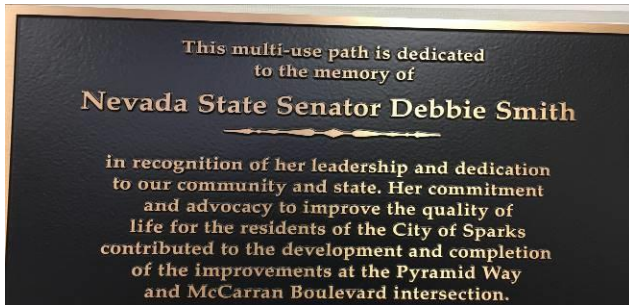 This multi-use path is dedicated
to the memory of
Nevada State Senator Debbie Smith
in recognition of her leadership and dedication
to our community and state. Her commitment
and advocacy to improve the quality of
life for the residents of the City of Sparks
contributed to the development and completion
of the improvements at the Pyramid Way
and McCarran Boulevard intersection.